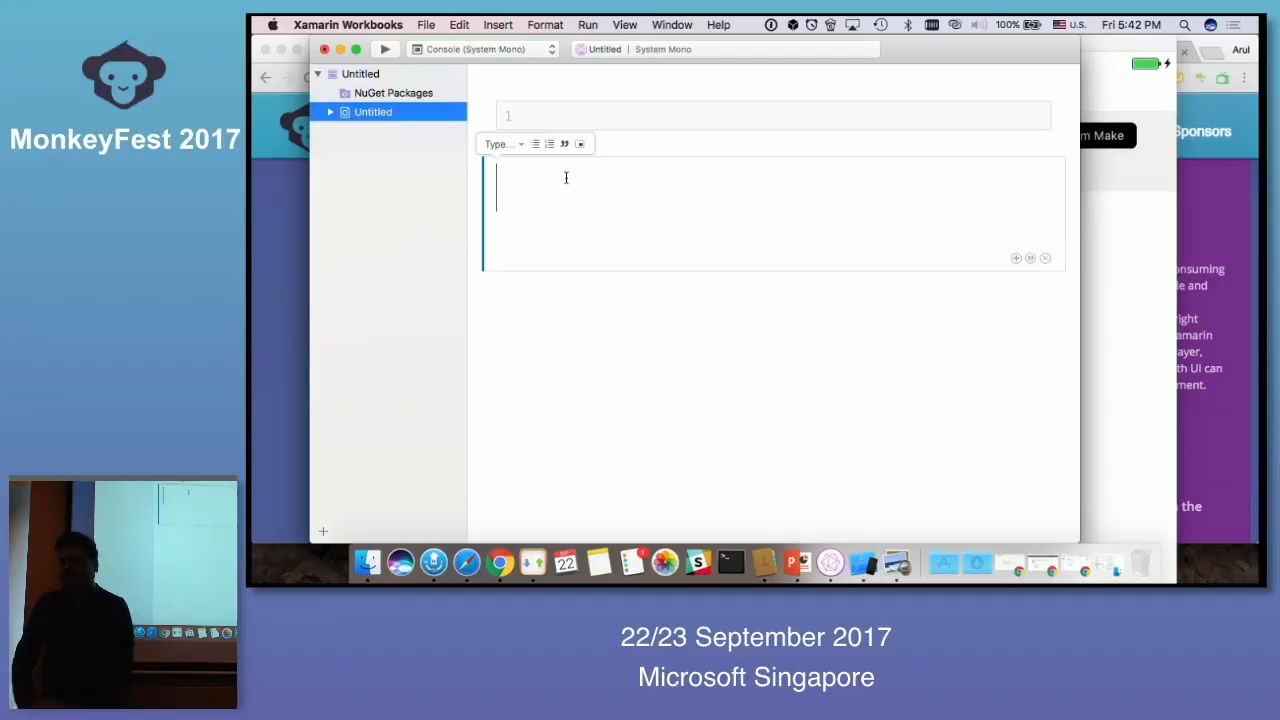 MonkeyFest 2017
Xamarin Workbooks File Edit Insert Format Run View Window Help
100% U.S. Fri 5:42 PM
Console (System Mono)
Untitled | System Mono
Arul
Untitled
NuGet Packages
Untitled
1
Type...
m Make
Sponsors
onsuming
le and
right
amarin
ayer,
th UI can
ment.
the
22/23 September 2017
Microsoft Singapore